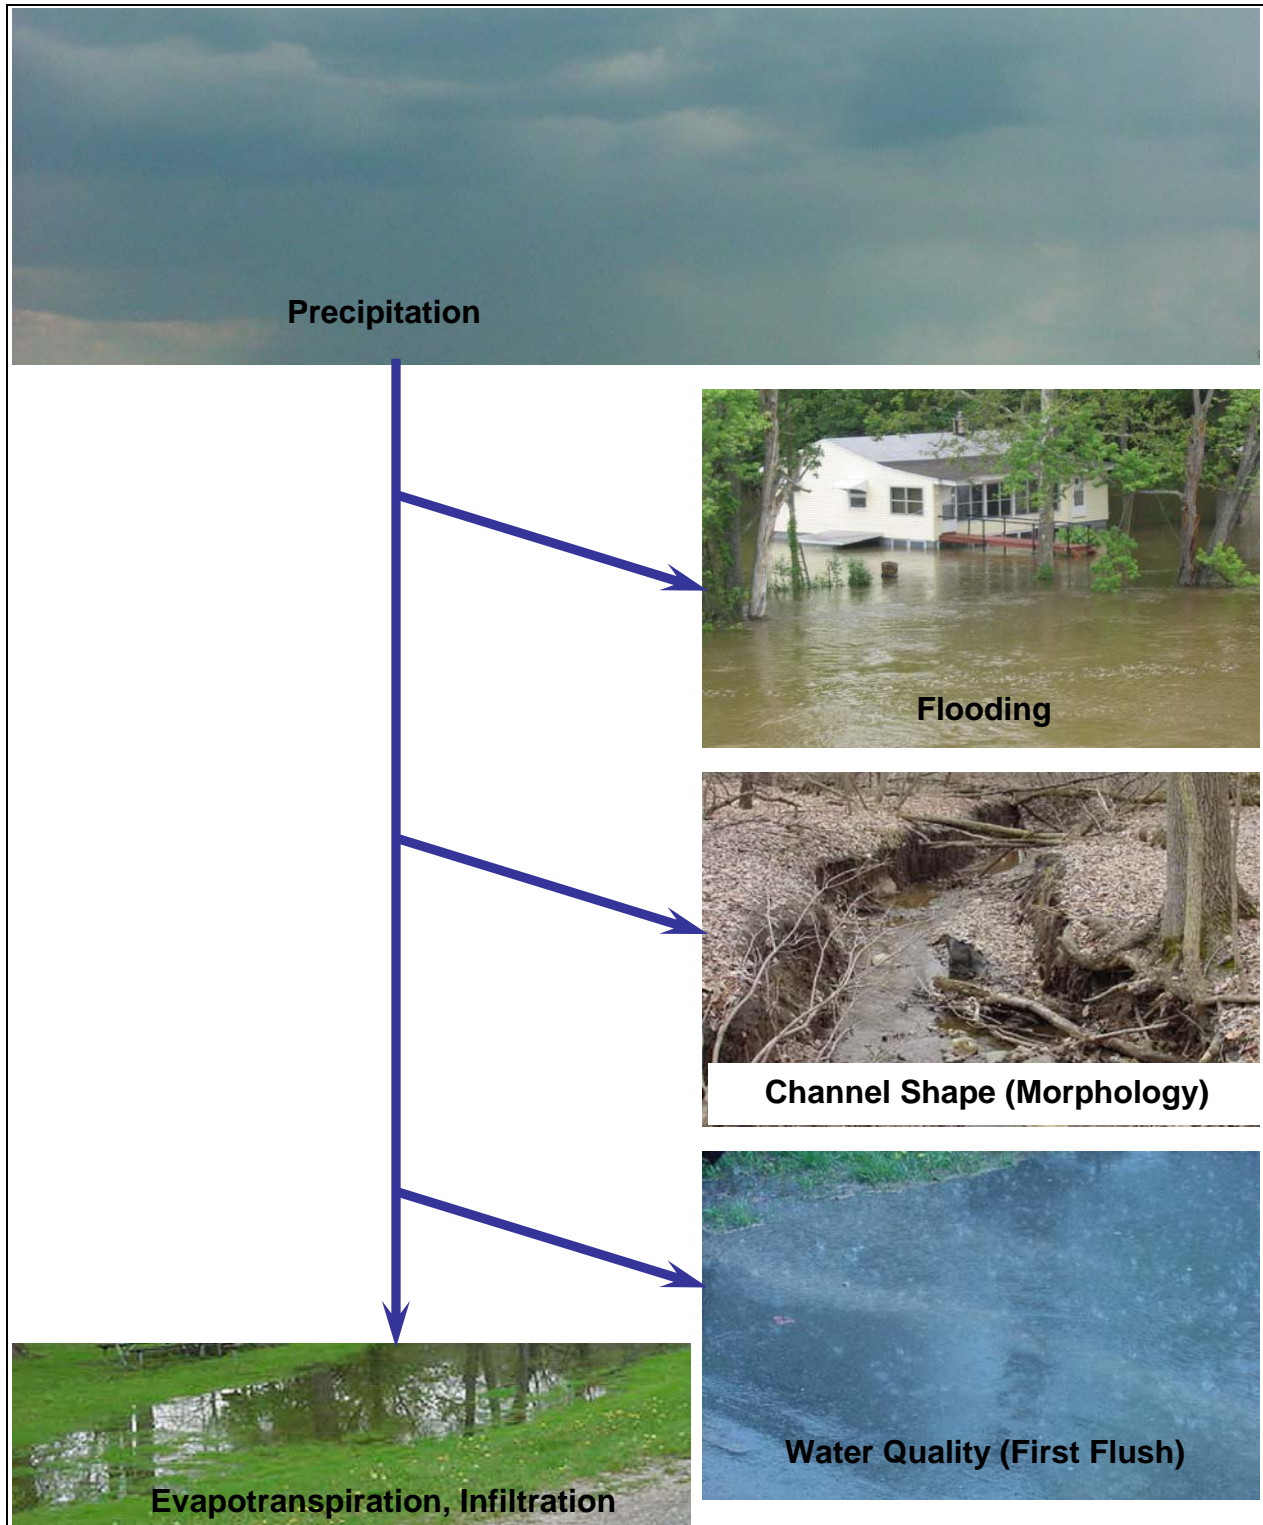 Precipitation
Flooding
Channel Shape (Morphology)
Water Quality (First Flush)
Evapotranspiration, Infiltration